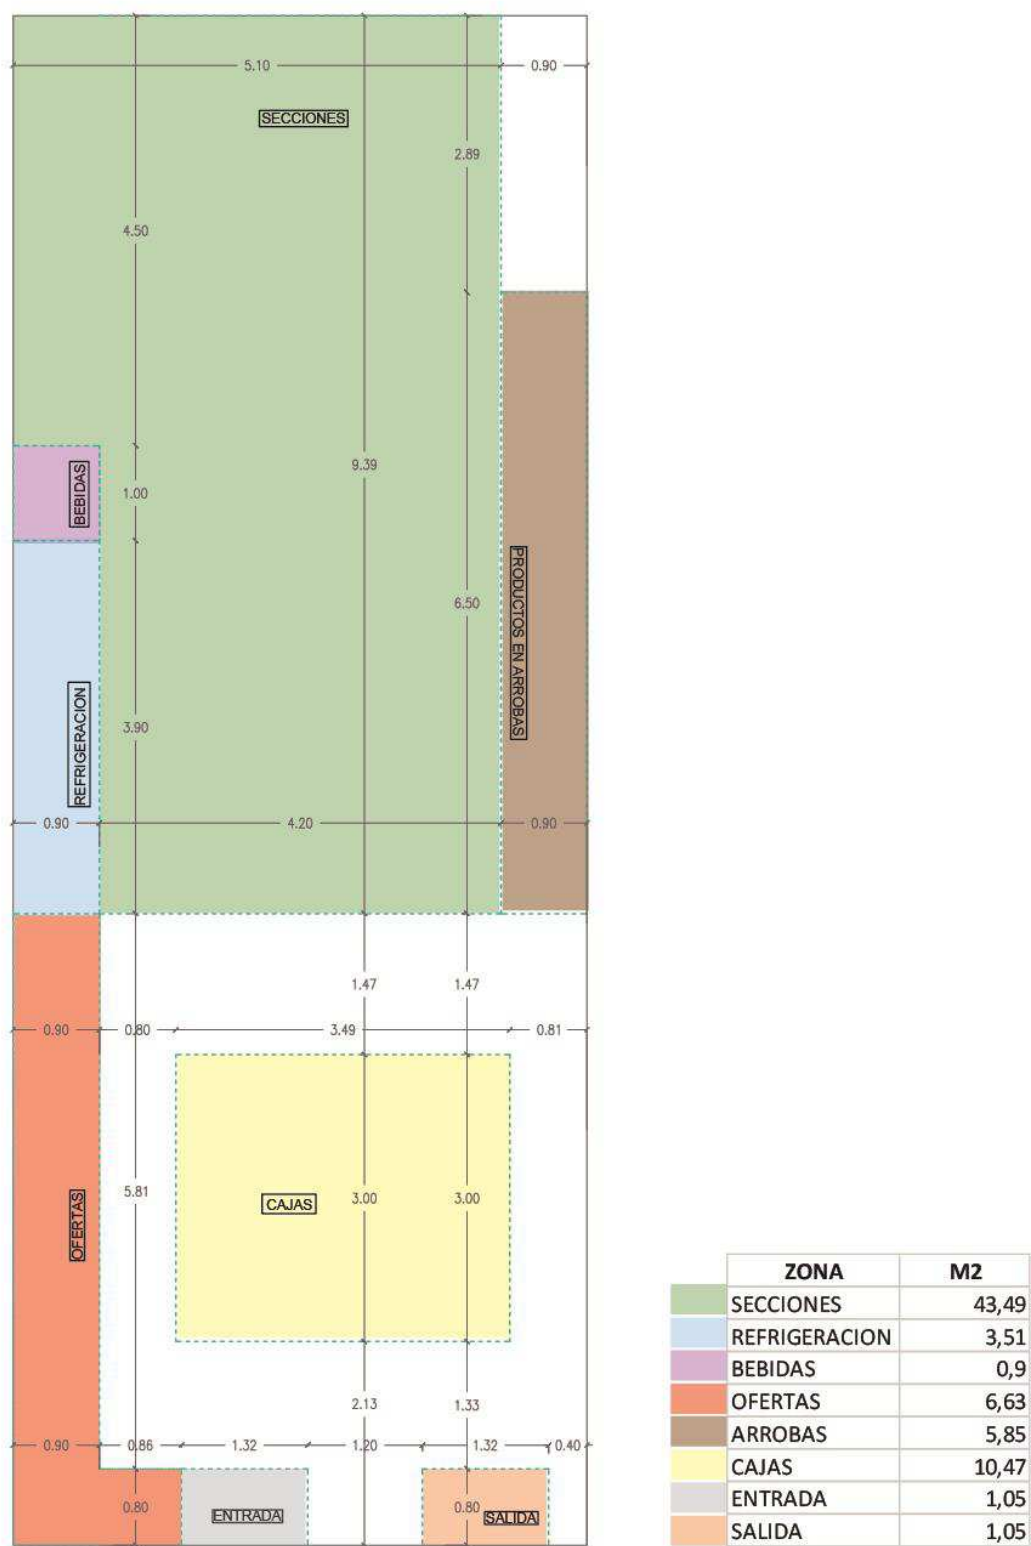 5.10 0.90
SECCIONES
2.89
4.50
9.39
BEBIDAS
1.00
PRODUCTOS EN ARROBAS
6.50
REFRIGERACION
3.90
0.90 4.20 0.90
1.47 1.47
0.90 0.80 3.49 0.81
OFERTAS
5.81
CAJAS
3.00 3.00
2.13 1.33
0.90 0.86 1.32 1.20 1.32 0.40
0.80 ENTRADA 0.80 SALIDA
ZONA M2
SECCIONES 43,49
REFRIGERACION 3,51
BEBIDAS 0,9
OFERTAS 6,63
ARROBAS 5,85
CAJAS 10,47
ENTRADA 1,05
SALIDA 1,05